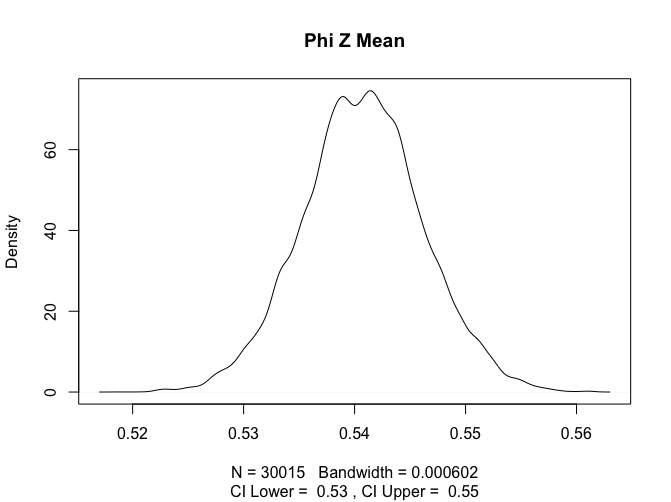 Phi Z Mean
Density
60
40
20
0
0.52 0.53 0.54 0.55 0.56
N = 30015 Bandwidth = 0.000602
CI Lower = 0.53 , CI Upper = 0.55